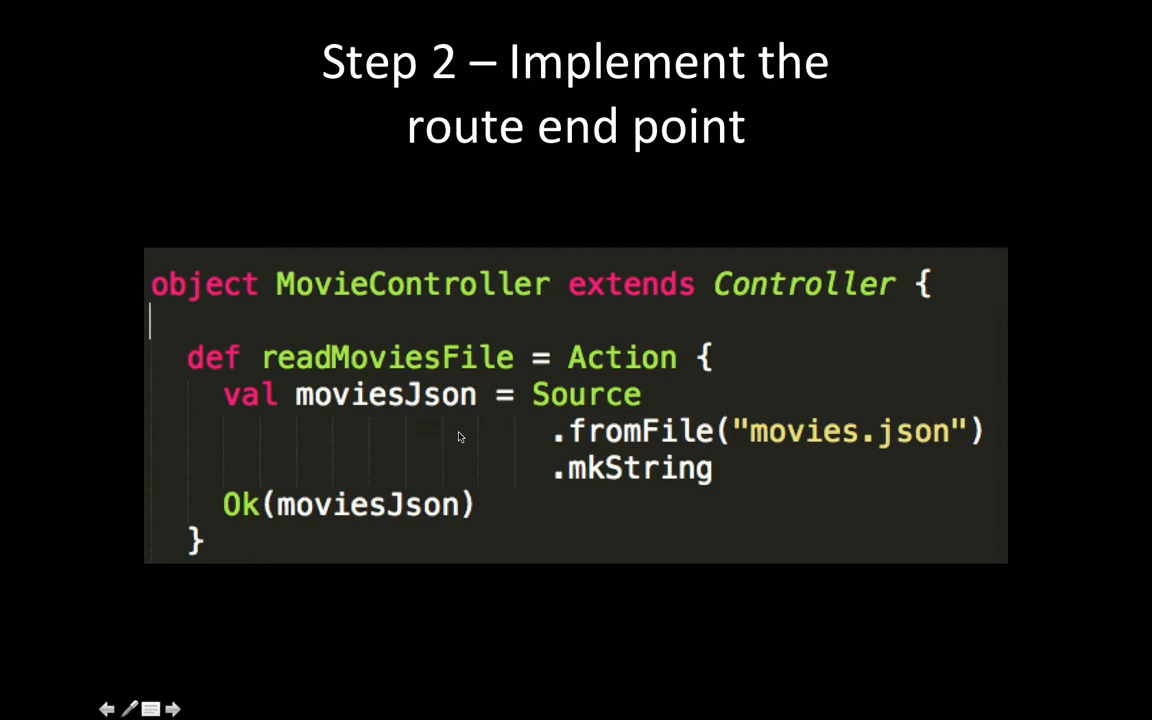 Step 2 – Implement the
route end point
object MovieController extends Controller {
def readMoviesFile = Action {
val moviesJson = Source
.fromFile("movies.json")
.mkString
Ok(moviesJson)
}